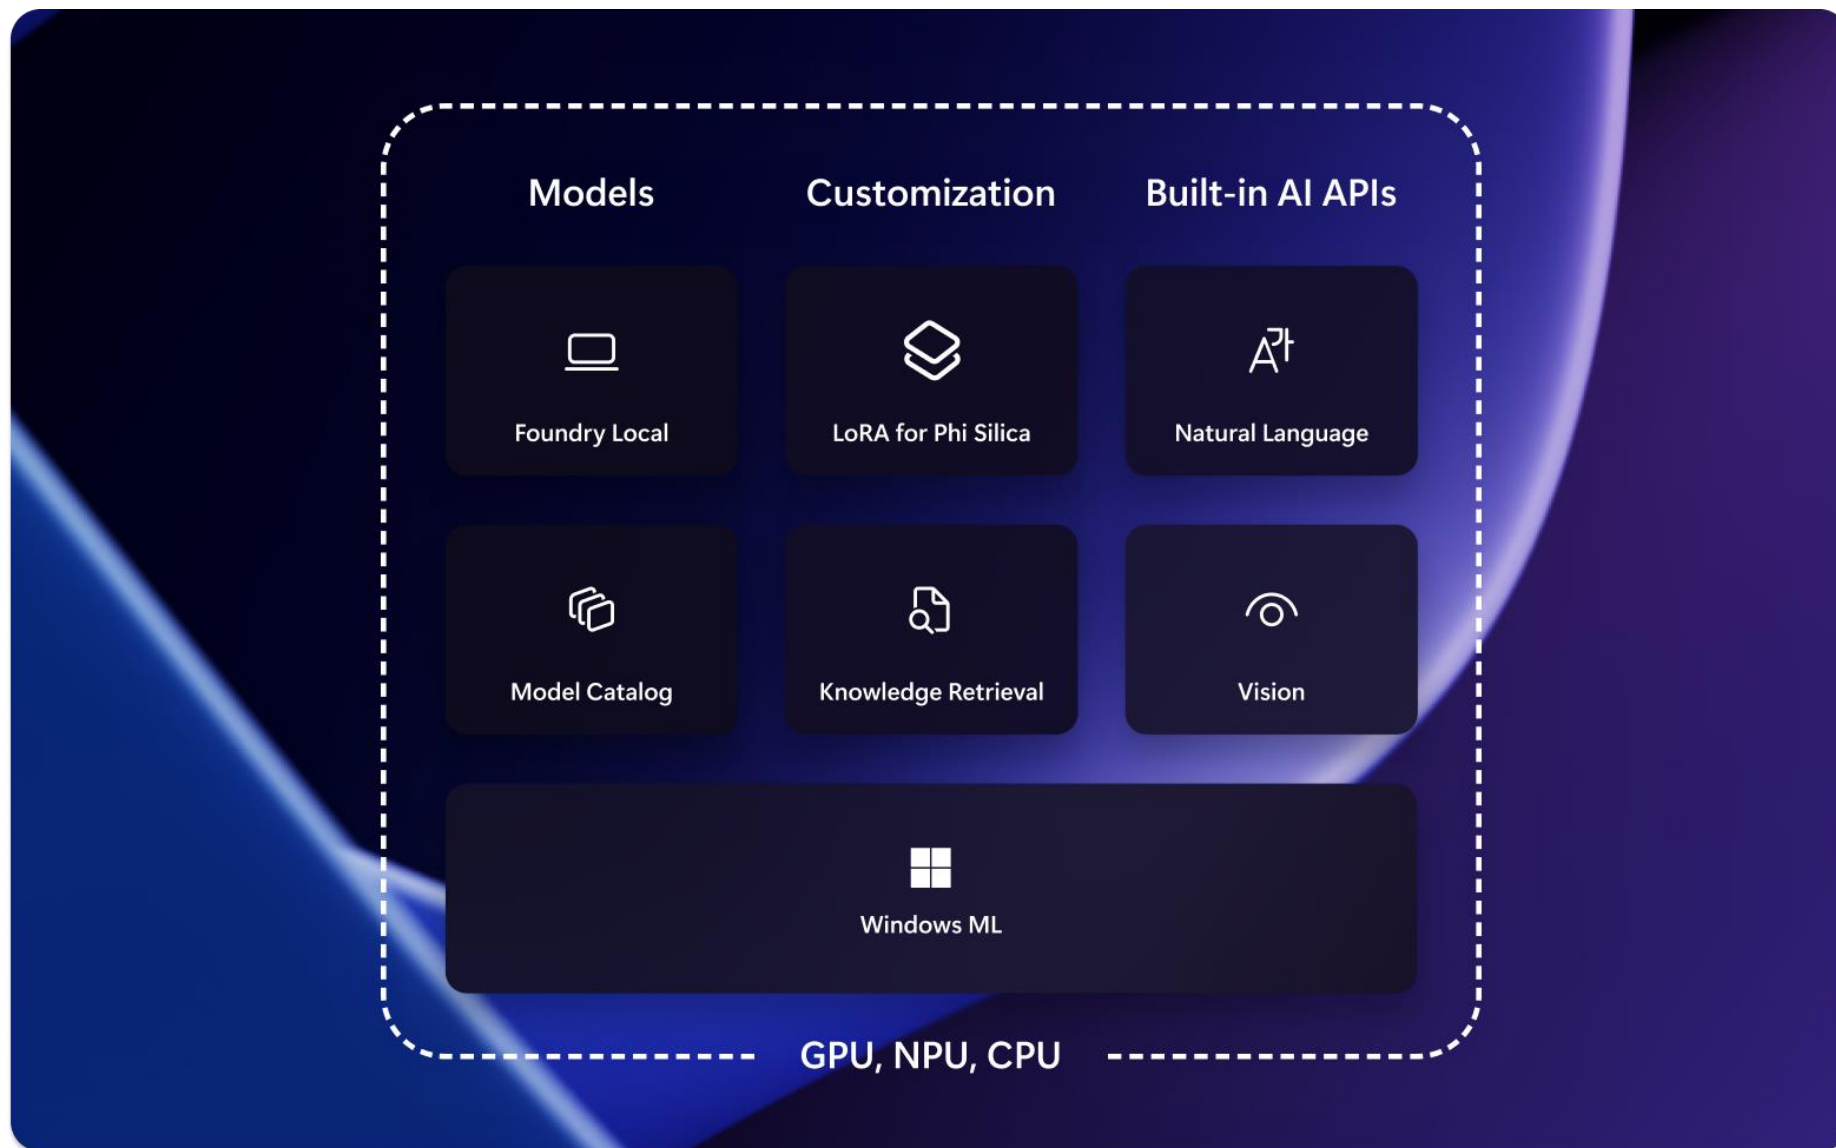 Models
Customization
Built-in AI APIs
Foundry Local
LoRA for Phi Silica
Natural Language
Model Catalog
Knowledge Retrieval
Vision
Windows ML
GPU, NPU, CPU